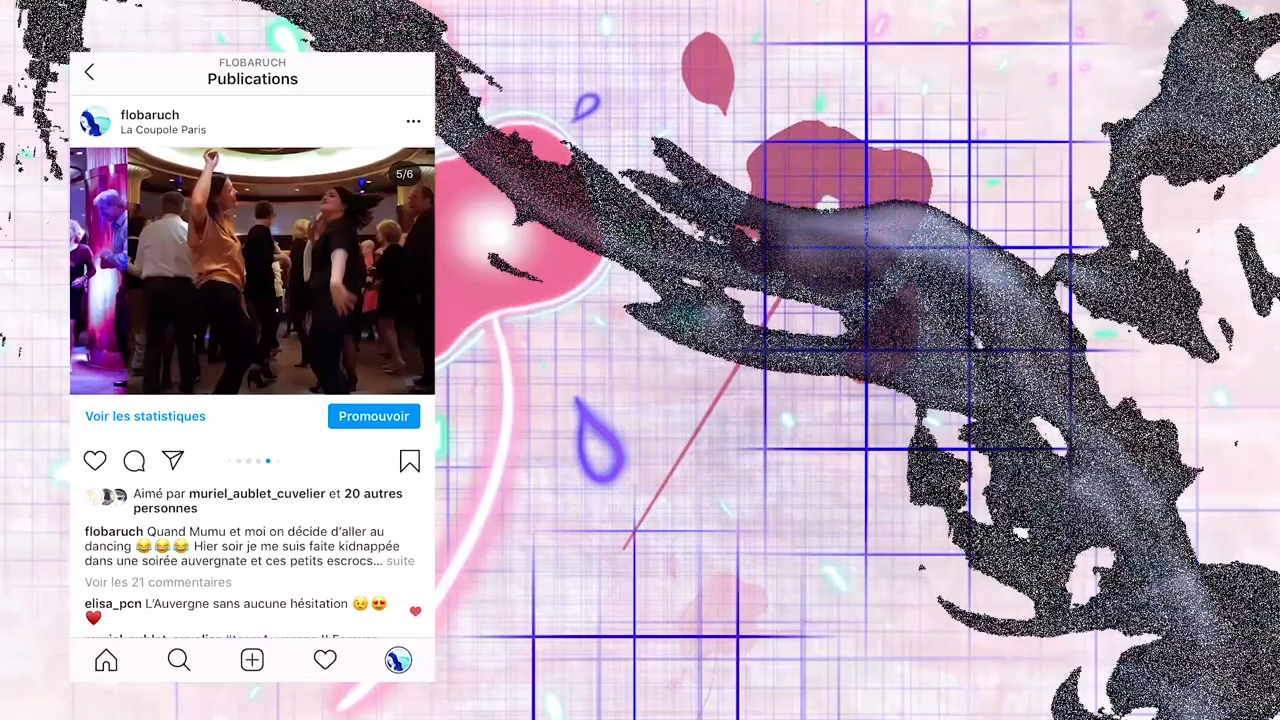 FLOBARUCH
Publications
flobaruch
La Coupole Paris
5/6
Voir les statistiques
Promouvoir
Aimé par muriel_aublet_cuvelier et 20 autres
personnes
flobaruch Quand Mumu et moi on décide d'aller au
dancing 😂😂😂 Hier soir je me suis faite kidnappée
dans une soirée auvergnate et ces petits escrocs... suite
Voir les 21 commentaires
elisa_pcn L'Auvergne sans aucune hésitation 😉😍
❤️